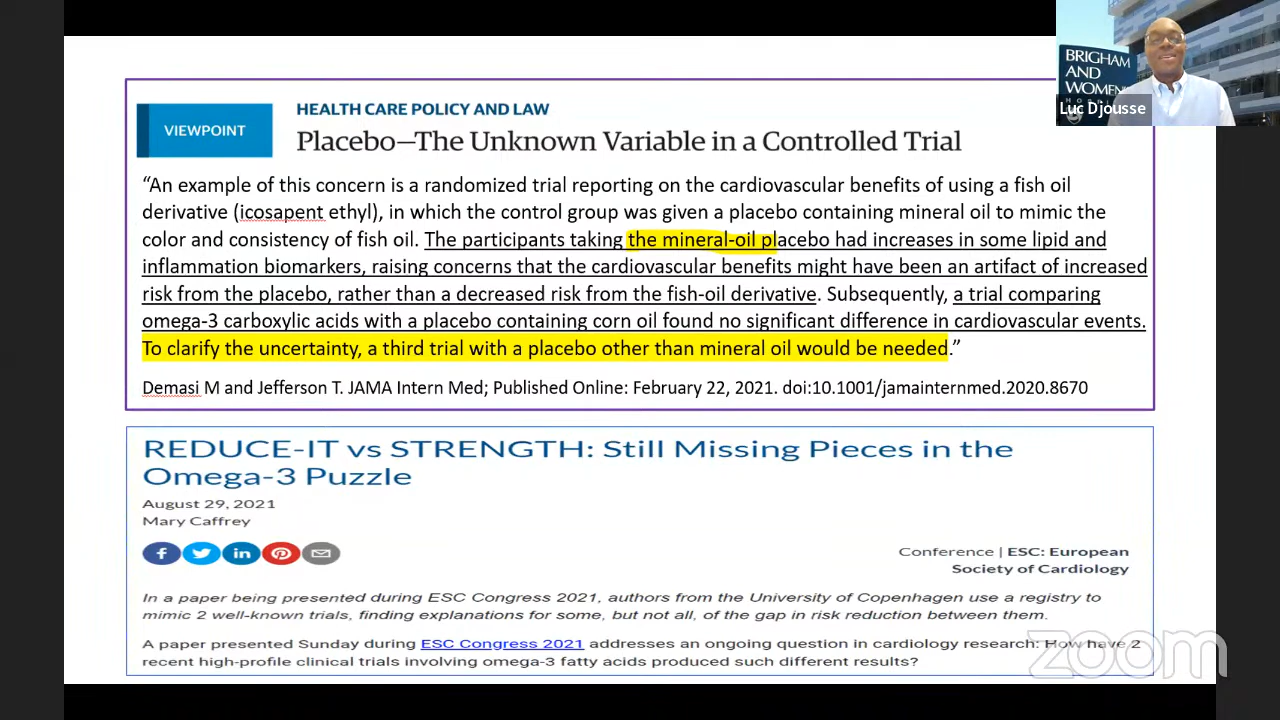 BRIGHAM
AND
WOMEN'S
Luc Djousse
VIEWPOINT
HEALTH CARE POLICY AND LAW
Placebo—The Unknown Variable in a Controlled Trial
“An example of this concern is a randomized trial reporting on the cardiovascular benefits of using a fish oil
derivative (icosapent ethyl), in which the control group was given a placebo containing mineral oil to mimic the
color and consistency of fish oil. The participants taking the mineral-oil placebo had increases in some lipid and
inflammation biomarkers, raising concerns that the cardiovascular benefits might have been an artifact of increased
risk from the placebo, rather than a decreased risk from the fish-oil derivative. Subsequently, a trial comparing
omega-3 carboxylic acids with a placebo containing corn oil found no significant difference in cardiovascular events.
To clarify the uncertainty, a third trial with a placebo other than mineral oil would be needed.”
Demasi M and Jefferson T. JAMA Intern Med; Published Online: February 22, 2021. doi:10.1001/jamainternmed.2020.8670
REDUCE-IT vs STRENGTH: Still Missing Pieces in the
Omega-3 Puzzle
August 29, 2021
Mary Caffrey
Conference | ESC: European
Society of Cardiology
In a paper being presented during ESC Congress 2021, authors from the University of Copenhagen use a registry to
mimic 2 well-known trials, finding explanations for some, but not all, of the gap in risk reduction between them.
A paper presented Sunday during ESC Congress 2021 addresses an ongoing question in cardiology research: How have 2
recent high-profile clinical trials involving omega-3 fatty acids produced such different results?
zoom